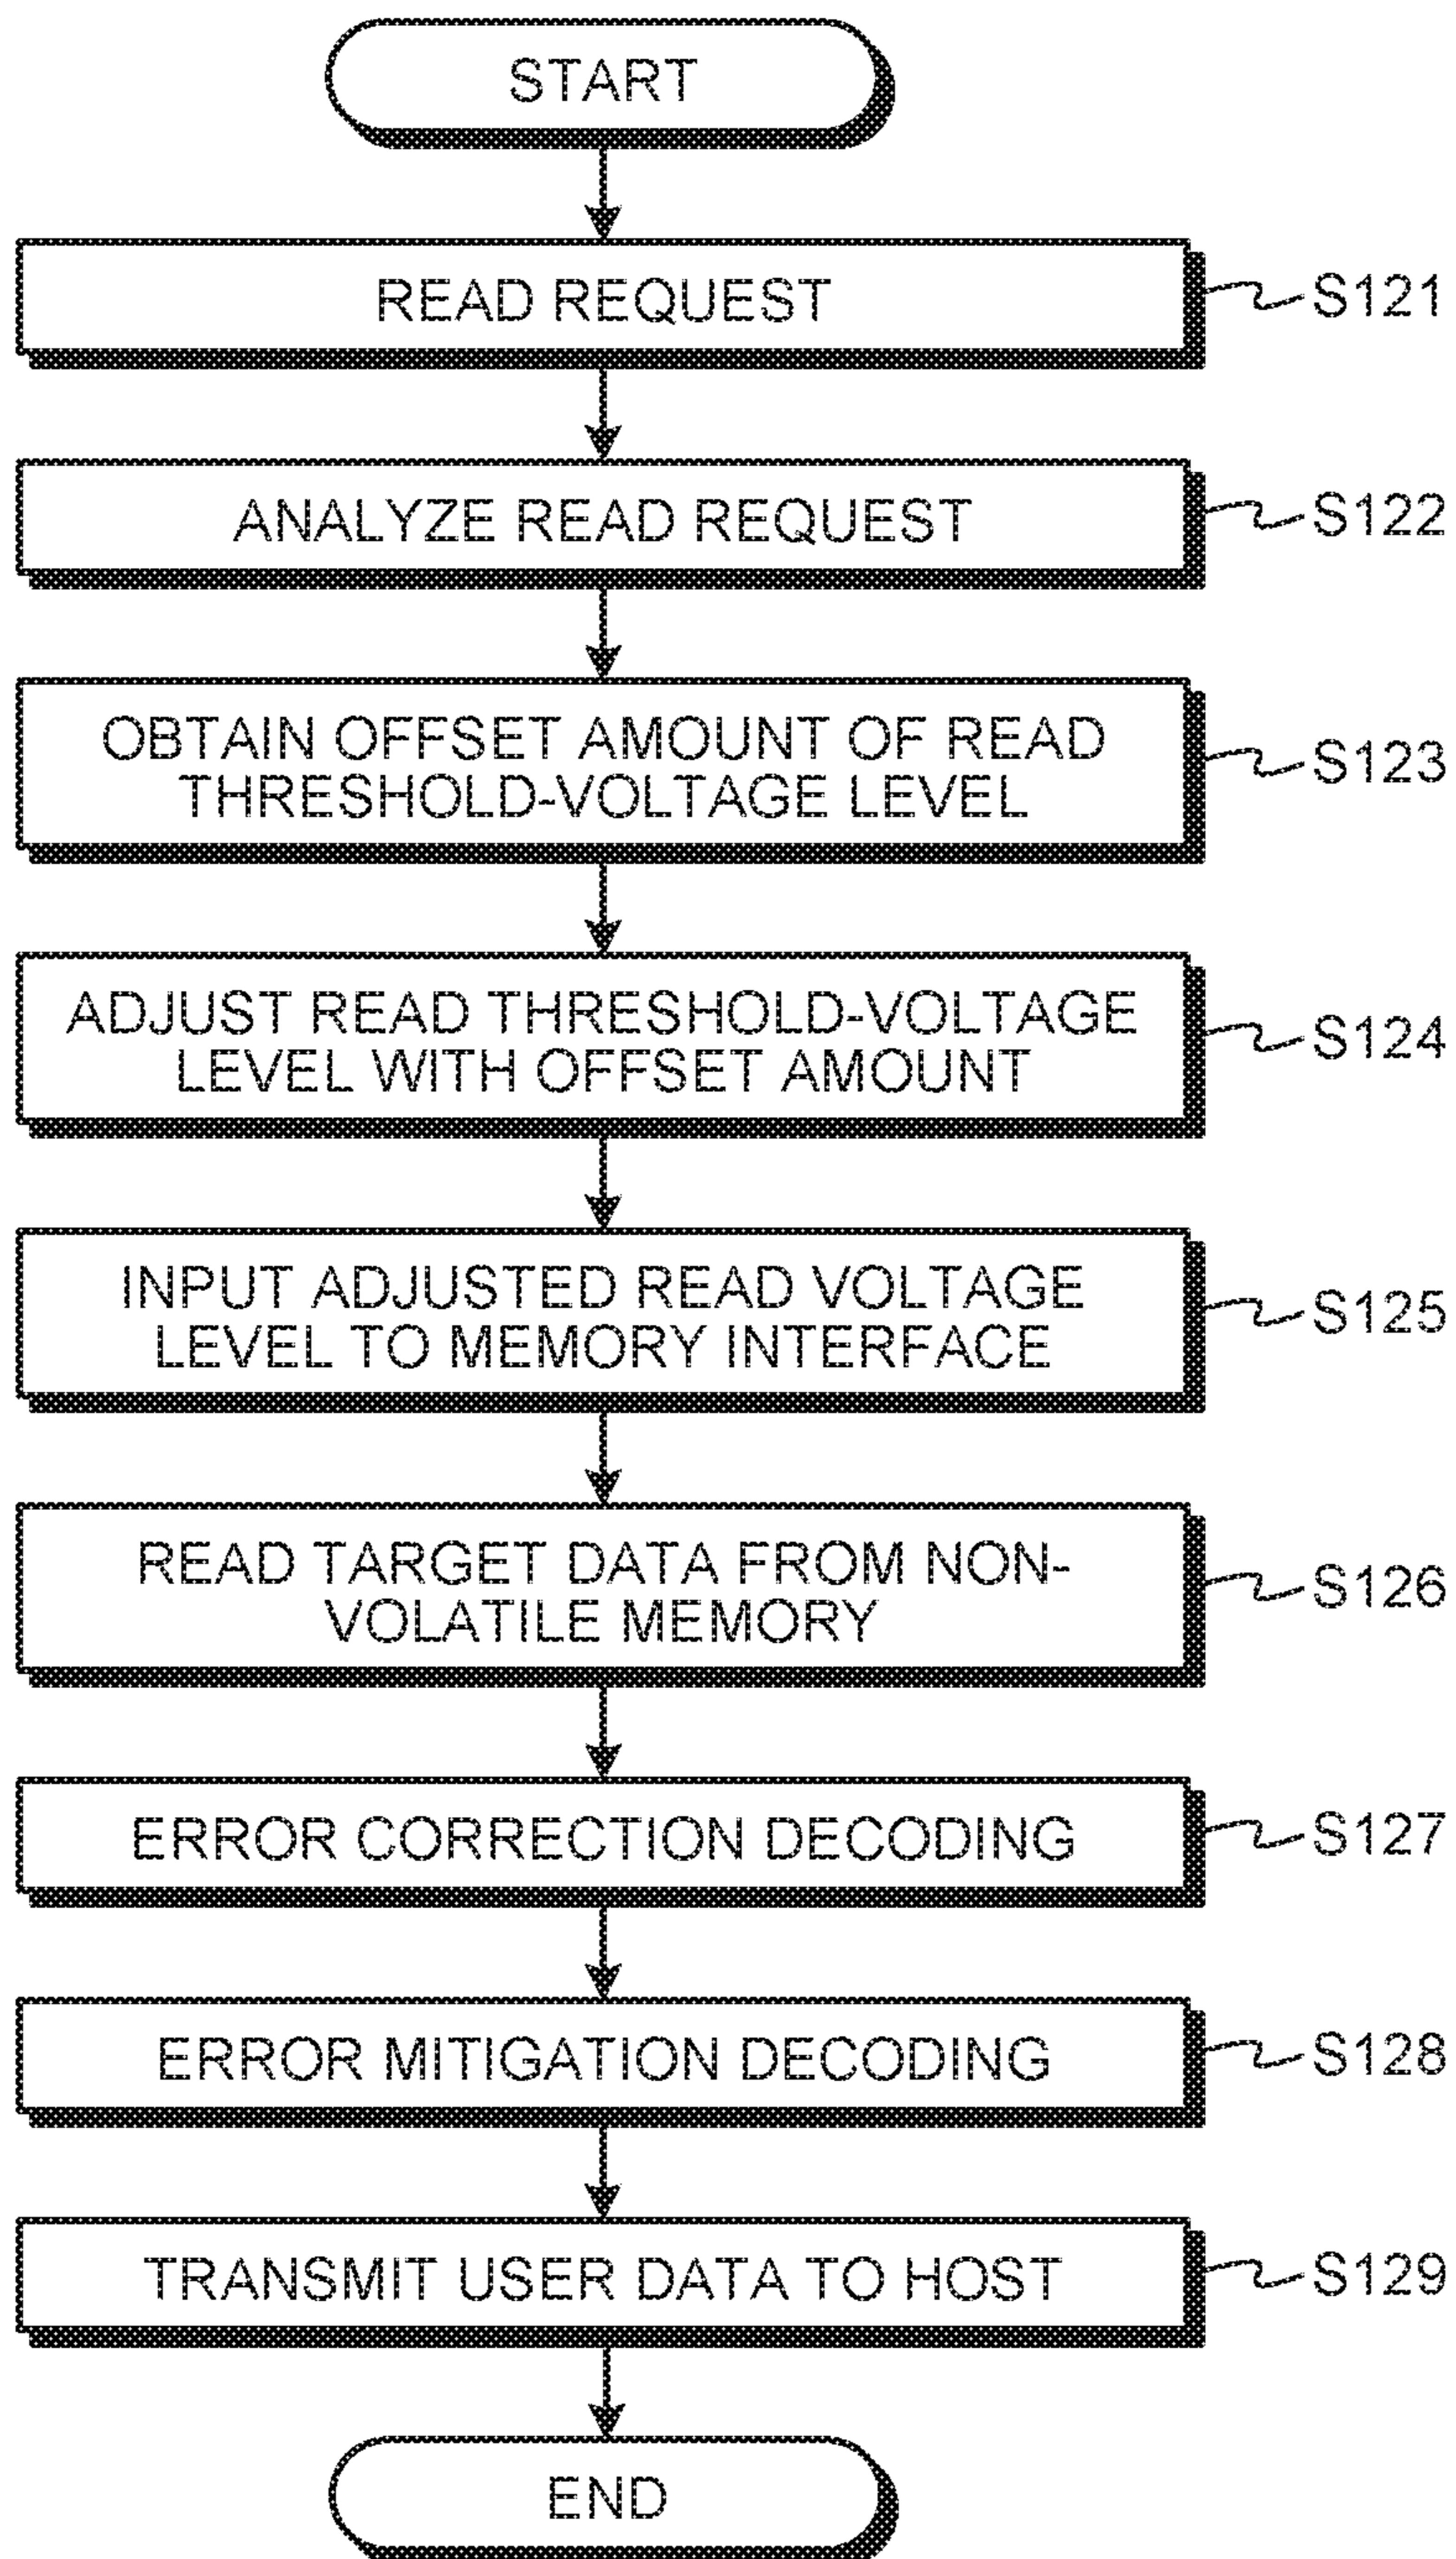 START
READ REQUEST
S121
ANALYZE READ REQUEST
S122
OBTAIN OFFSET AMOUNT OF READ
THRESHOLD-VOLTAGE LEVEL
S123
ADJUST READ THRESHOLD-VOLTAGE
LEVEL WITH OFFSET AMOUNT
S124
INPUT ADJUSTED READ VOLTAGE
LEVEL TO MEMORY INTERFACE
S125
READ TARGET DATA FROM NON-
VOLATILE MEMORY
S126
ERROR CORRECTION DECODING
S127
ERROR MITIGATION DECODING
S128
TRANSMIT USER DATA TO HOST
S129
END